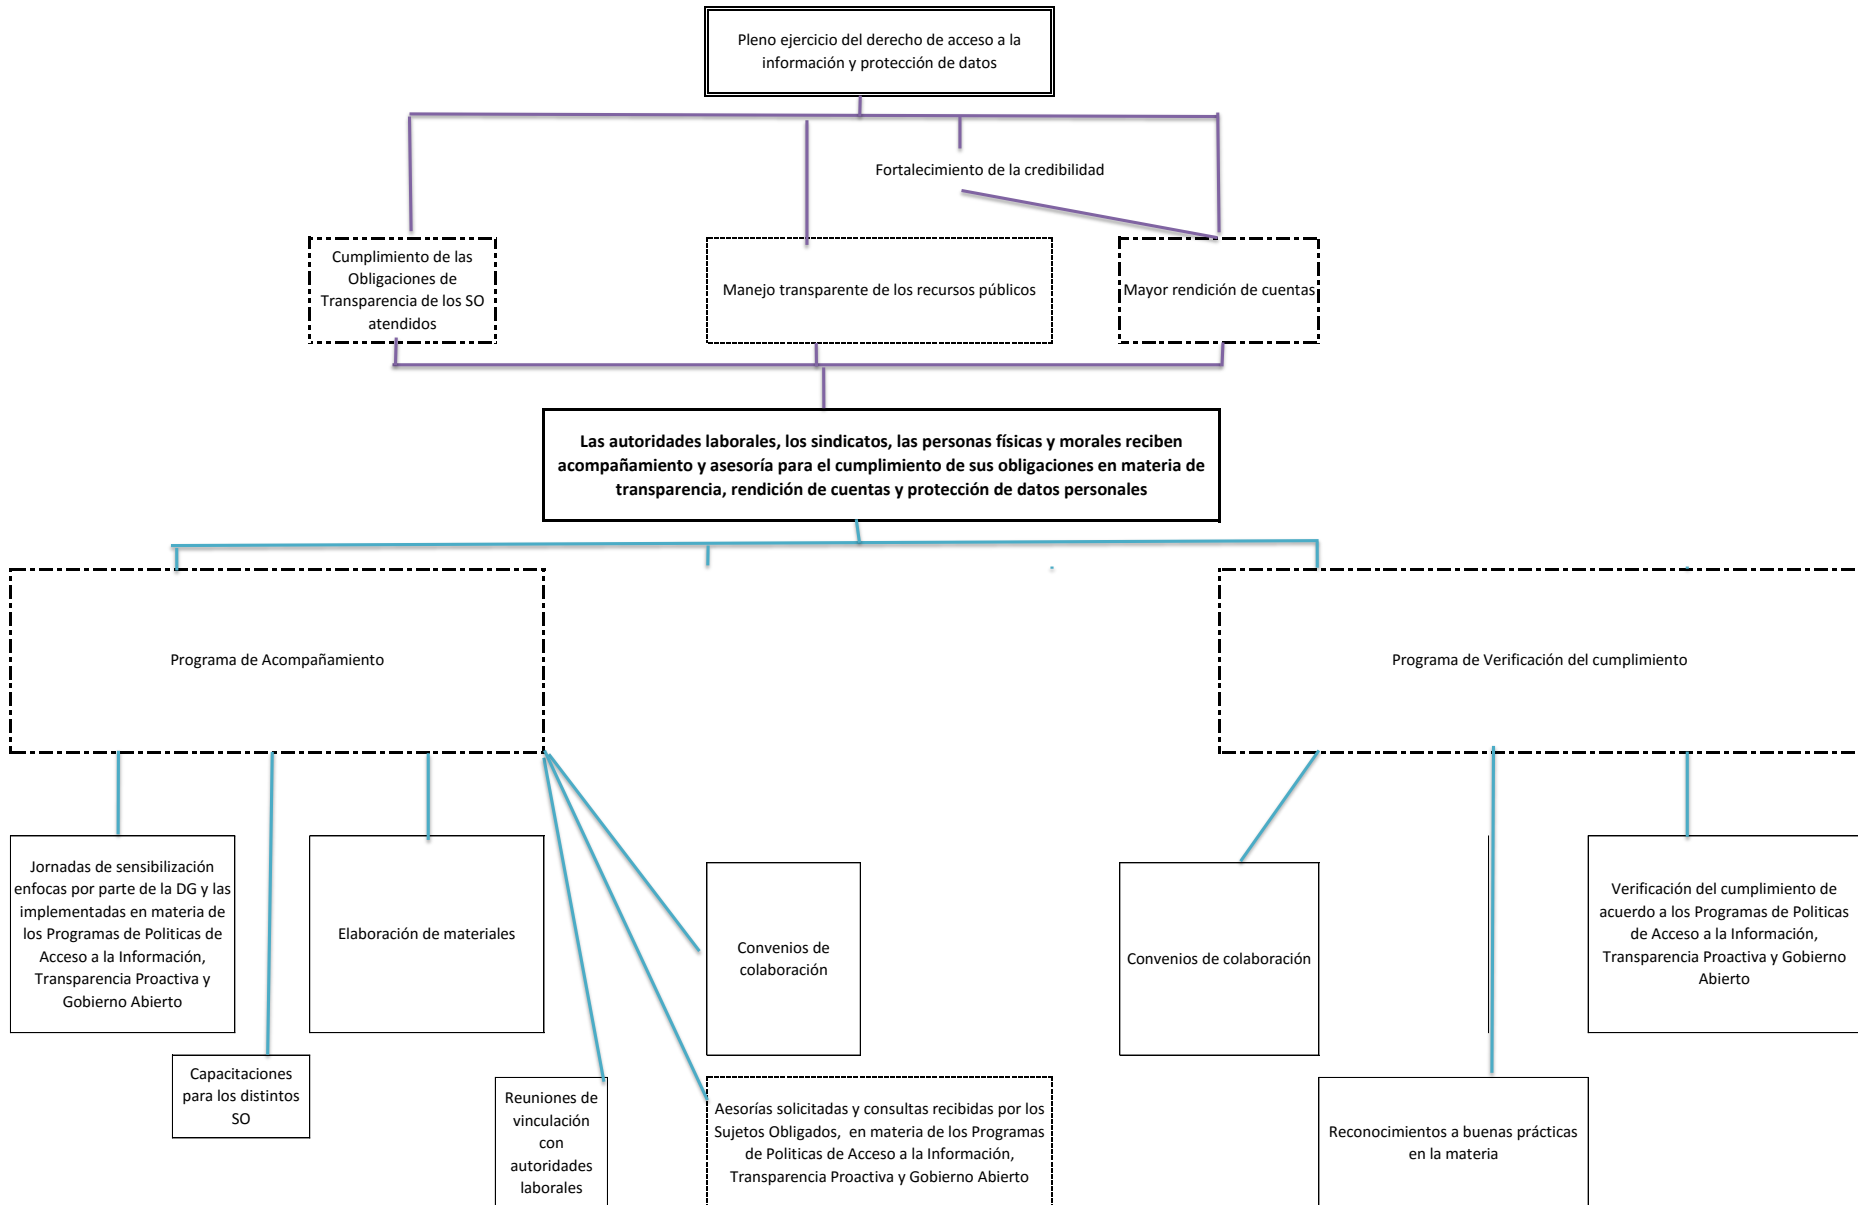 Pleno ejercicio del derecho de acceso a la
información y protección de datos
Fortalecimiento de la credibilidad
Cumplimiento de las
Obligaciones de
Transparencia de los SO
atendidos
Manejo transparente de los recursos públicos
Mayor rendición de cuentas
Las autoridades laborales, los sindicatos, las personas físicas y morales reciben
acompañamiento y asesoría para el cumplimiento de sus obligaciones en materia de
transparencia, rendición de cuentas y protección de datos personales
Programa de Acompañamiento
Programa de Verificación del cumplimiento
Jornadas de sensibilización
enfocas por parte de la DG y las
implementadas en materia de
los Programas de Politicas de
Acceso a la Información,
Transparencia Proactiva y
Gobierno Abierto
Elaboración de materiales
Convenios de
colaboración
Convenios de colaboración
Verificación del cumplimiento de
acuerdo a los Programas de Politicas
de Acceso a la Información,
Transparencia Proactiva y Gobierno
Abierto
Capacitaciones
para los distintos
SO
Reuniones de
vinculación
con
autoridades
laborales
Aesorías solicitadas y consultas recibidas por los
Sujetos Obligados,  en materia de los Programas
de Politicas de Acceso a la Información,
Transparencia Proactiva y Gobierno Abierto
Reconocimientos a buenas prácticas
en la materia